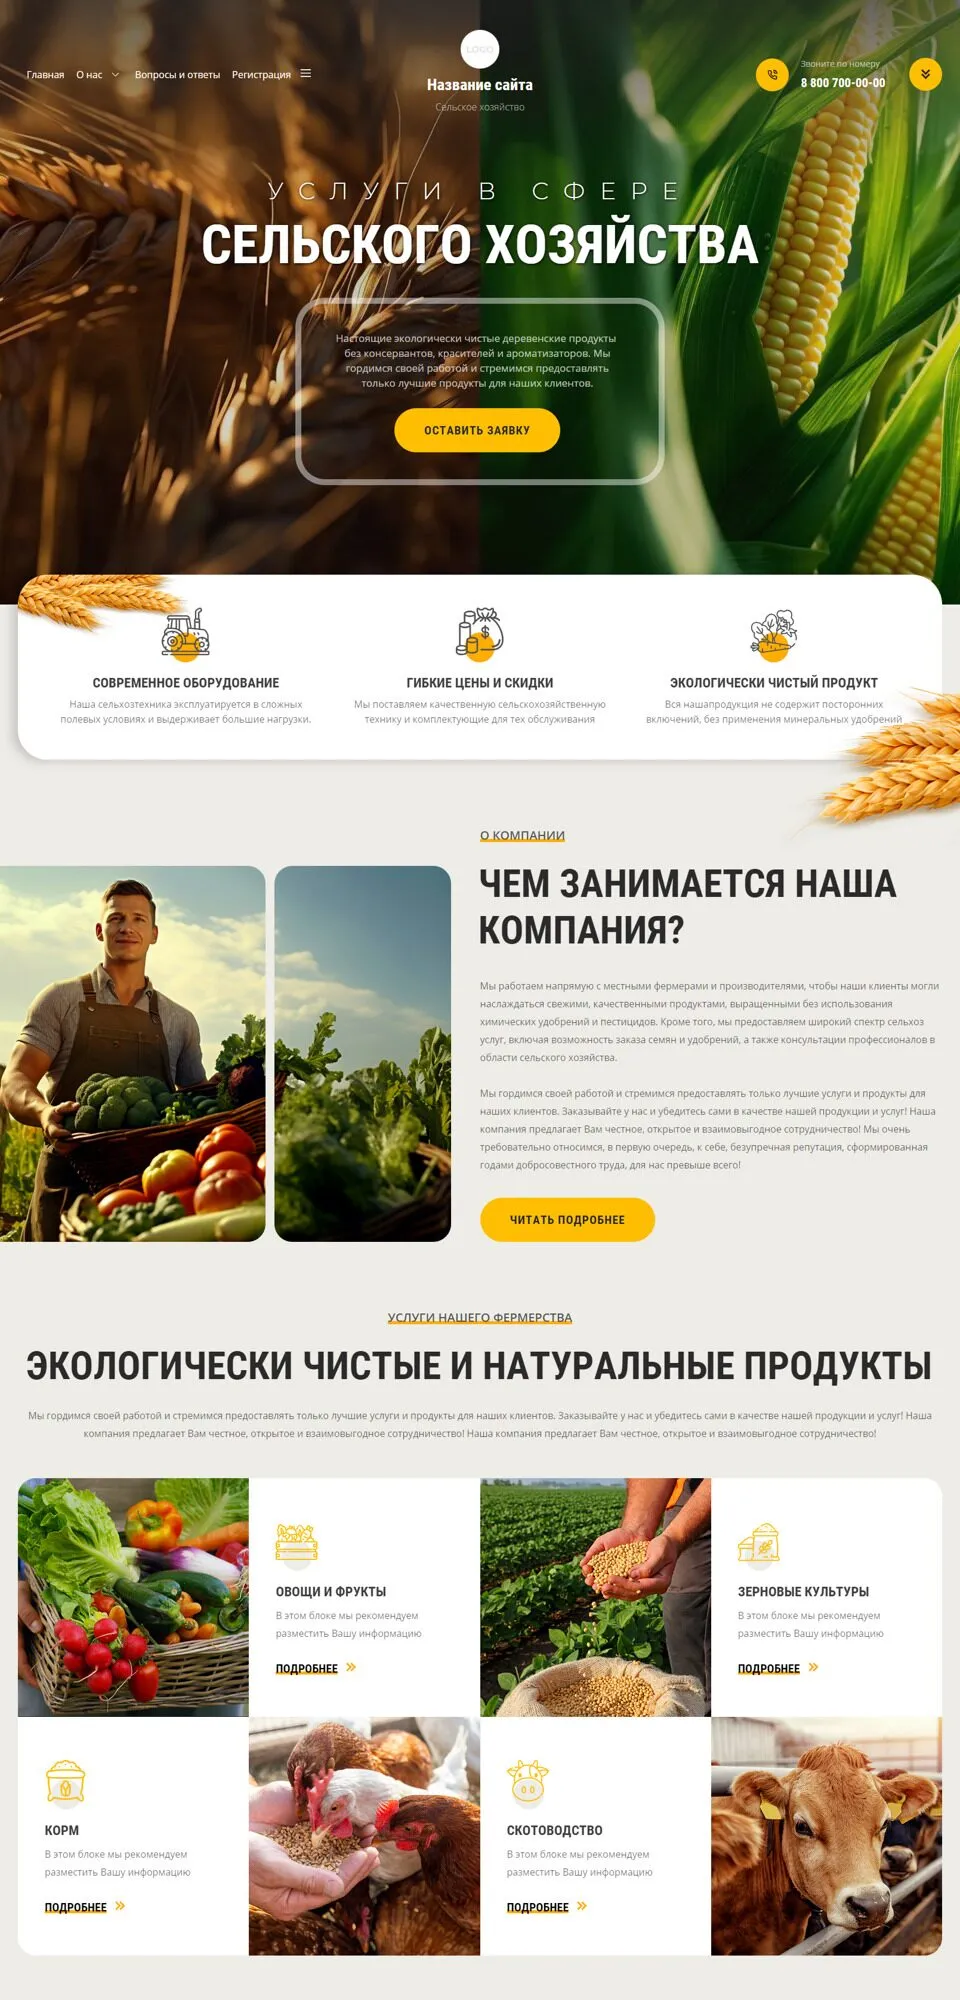 Главная О нас Вопросы и ответы Регистрация
LOGO
Название сайта
Сельское хозяйство
Звоните по номеру
8 800 700-00-00
УСЛУГИ В СФЕРЕ
СЕЛЬСКОГО ХОЗЯЙСТВА
Настоящие экологически чистые деревенские продукты
без консервантов, красителей и ароматизаторов. Мы
гордимся своей работой и стремимся предоставлять
только лучшие продукты для наших клиентов.
ОСТАВИТЬ ЗАЯВКУ
СОВРЕМЕННОЕ ОБОРУДОВАНИЕ
Наша сельхозтехника эксплуатируется в сложных
полевых условиях и выдерживает большие нагрузки.
ГИБКИЕ ЦЕНЫ И СКИДКИ
Мы поставляем качественную сельскохозяйственную
технику и комплектующие для тех обслуживания
ЭКОЛОГИЧЕСКИ ЧИСТЫЙ ПРОДУКТ
Вся нашапродукция не содержит посторонних
включений, без применения минеральных удобрений
О КОМПАНИИ
ЧЕМ ЗАНИМАЕТСЯ НАША
КОМПАНИЯ?
Мы работаем напрямую с местными фермерами и производителями, чтобы наши клиенты могли
наслаждаться свежими, качественными продуктами, выращенными без использования
химических удобрений и пестицидов. Кроме того, мы предоставляем широкий спектр сельхоз
услуг, включая возможность заказа семян и удобрений, а также консультации профессионалов в
области сельского хозяйства.
Мы гордимся своей работой и стремимся предоставлять только лучшие услуги и продукты для
наших клиентов. Заказывайте у нас и убедитесь сами в качестве нашей продукции и услуг! Наша
компания предлагает Вам честное, открытое и взаимовыгодное сотрудничество! Мы очень
требовательно относимся, в первую очередь, к себе, безупречная репутация, сформированная
годами добросовестного труда, для нас превыше всего!
ЧИТАТЬ ПОДРОБНЕЕ
УСЛУГИ НАШЕГО ФЕРМЕРСТВА
ЭКОЛОГИЧЕСКИ ЧИСТЫЕ И НАТУРАЛЬНЫЕ ПРОДУКТЫ
Мы гордимся своей работой и стремимся предоставлять только лучшие услуги и продукты для наших клиентов. Заказывайте у нас и убедитесь сами в качестве нашей продукции и услуг! Наша
компания предлагает Вам честное, открытое и взаимовыгодное сотрудничество! Наша компания предлагает Вам честное, открытое и взаимовыгодное сотрудничество!
ОВОЩИ И ФРУКТЫ
В этом блоке мы рекомендуем
разместить Вашу информацию
ПОДРОБНЕЕ
ЗЕРНОВЫЕ КУЛЬТУРЫ
В этом блоке мы рекомендуем
разместить Вашу информацию
ПОДРОБНЕЕ
КОРМ
В этом блоке мы рекомендуем
разместить Вашу информацию
ПОДРОБНЕЕ
СКОТОВОДСТВО
В этом блоке мы рекомендуем
разместить Вашу информацию
ПОДРОБНЕЕ